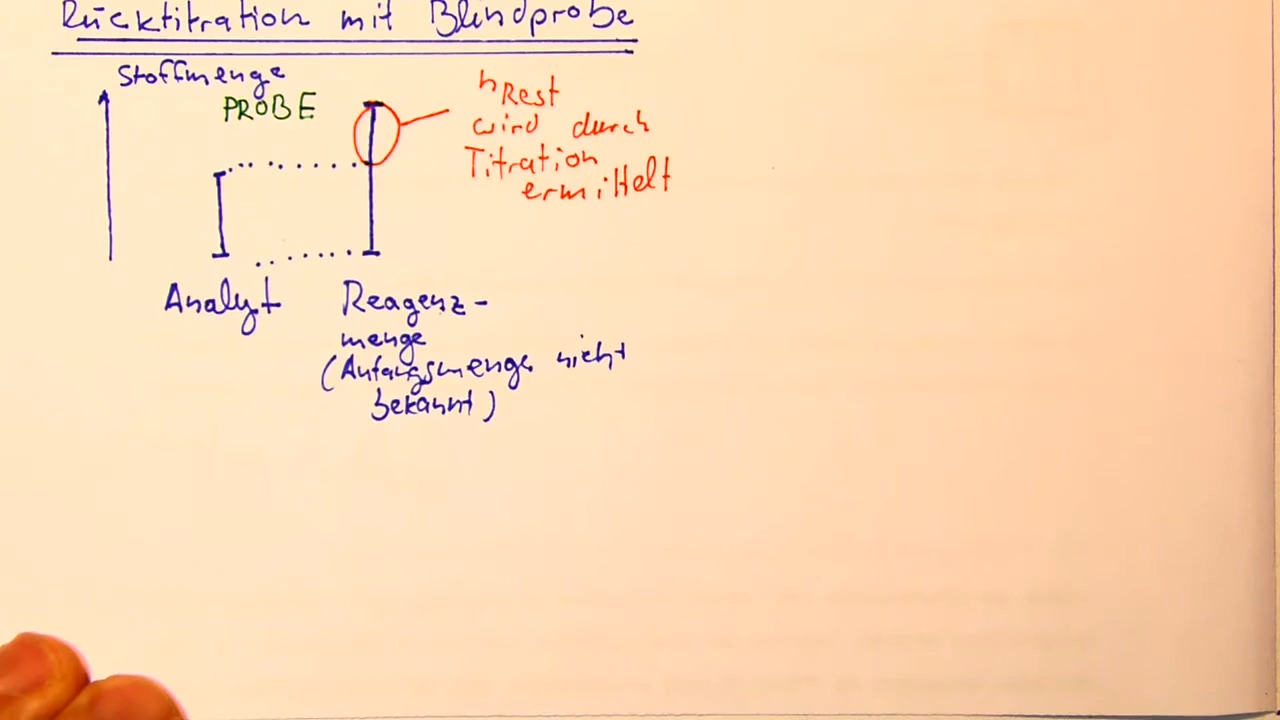 Rücktitration mit Blindprobe
Stoffmenge
PROBE
nRest
wird durch
Titration
ermittelt
Analyt
Reagenz-
menge
(Anfangsmenge nicht
bekannt)